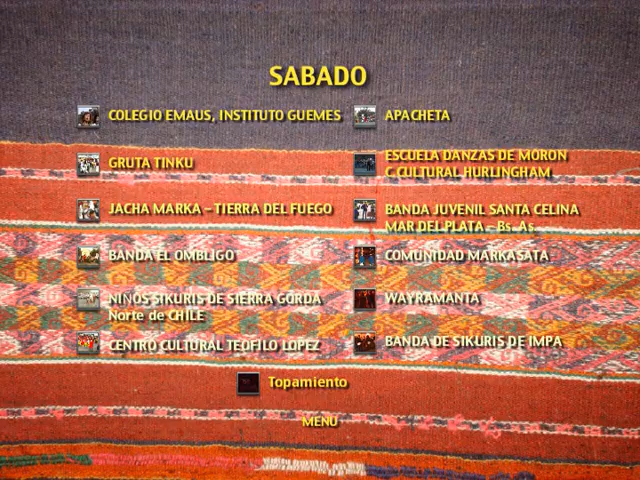 SABADO
COLEGIO EMAUS, INSTITUTO GUEMES
GRUTA TINKU
JACHA MARKA - TIERRA DEL FUEGO
BANDA EL OMBLIGO
NIÑOS SIKURIS DE SIERRA GORDA
Norte de CHILE
CENTRO CULTURAL TEOFILO LOPEZ
APACHETA
ESCUELA DANZAS DE MORON
C.CULTURAL HURLINGHAM
BANDA JUVENIL SANTA CELINA
MAR DEL PLATA - Bs. As.
COMUNIDAD MARKASATA
WAYRAMANTA
BANDA DE SIKURIS DE IMPA
Topamiento
MENU